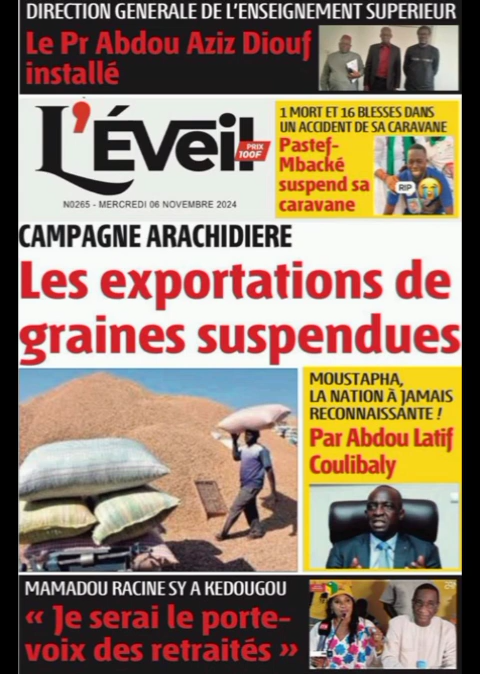 DIRECTION GENERALE DE L'ENSEIGNEMENT SUPERIEUR
Le Pr Abdou Aziz Diouf
installé
L'Éveil
PRIX
100F
N0265 - MERCREDI 06 NOVEMBRE 2024
1 MORT ET 16 BLESSES DANS
UN ACCIDENT DE SA CARAVANE
Pastef-
Mbacké
suspend sa
caravane
RIP
CAMPAGNE ARACHIDIERE
Les exportations de
graines suspendues
MOUSTAPHA,
LA NATION À JAMAIS
RECONNAISSANTE !
Par Abdou Latif
Coulibaly
MAMADOU RACINE SY A KEDOUGOU
« Je serai le porte-
voix des retraités »